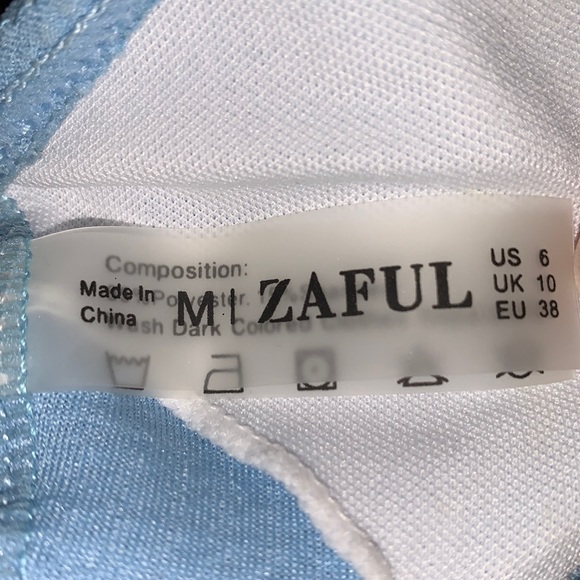 Composition:
Made In
China
Polyester.
M | ZAFUL
Wash Dark Colored
US 6
UK 10
EU 38